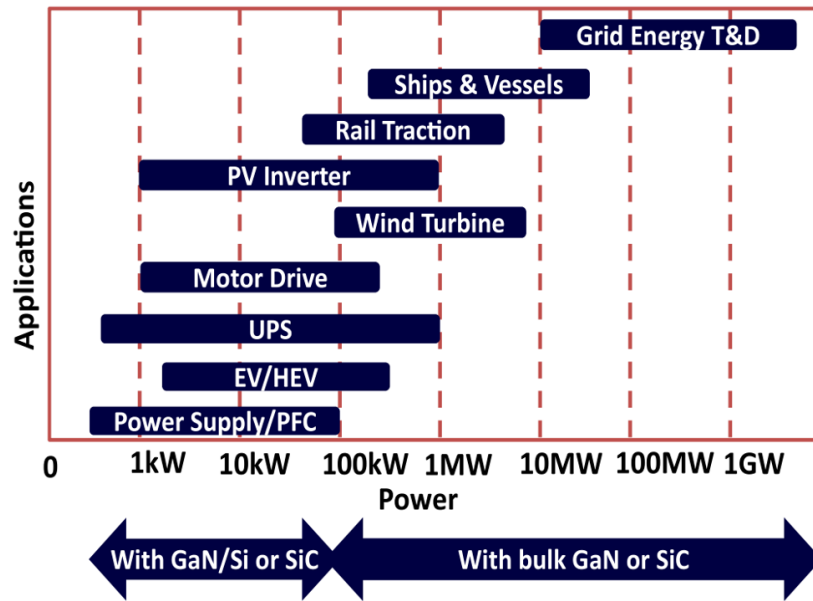 Grid Energy T&D
Ships & Vessels
Rail Traction
PV Inverter
Wind Turbine
Motor Drive
UPS
EV/HEV
Power Supply/PFC
Applications
0 1kW 10kW 100kW 1MW 10MW 100MW 1GW
Power
With GaN/Si or SiC With bulk GaN or SiC